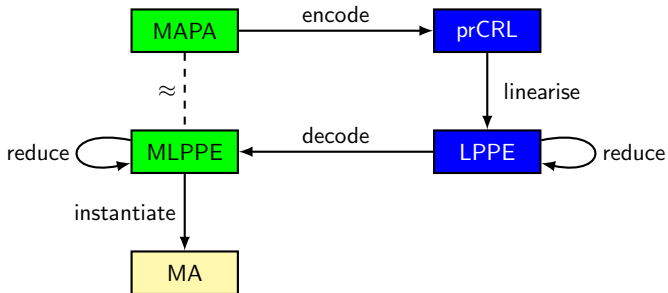 MAPA
encode
prCRL
≈
linearise
reduce
MLPPE
decode
LPPE
reduce
instantiate
MA